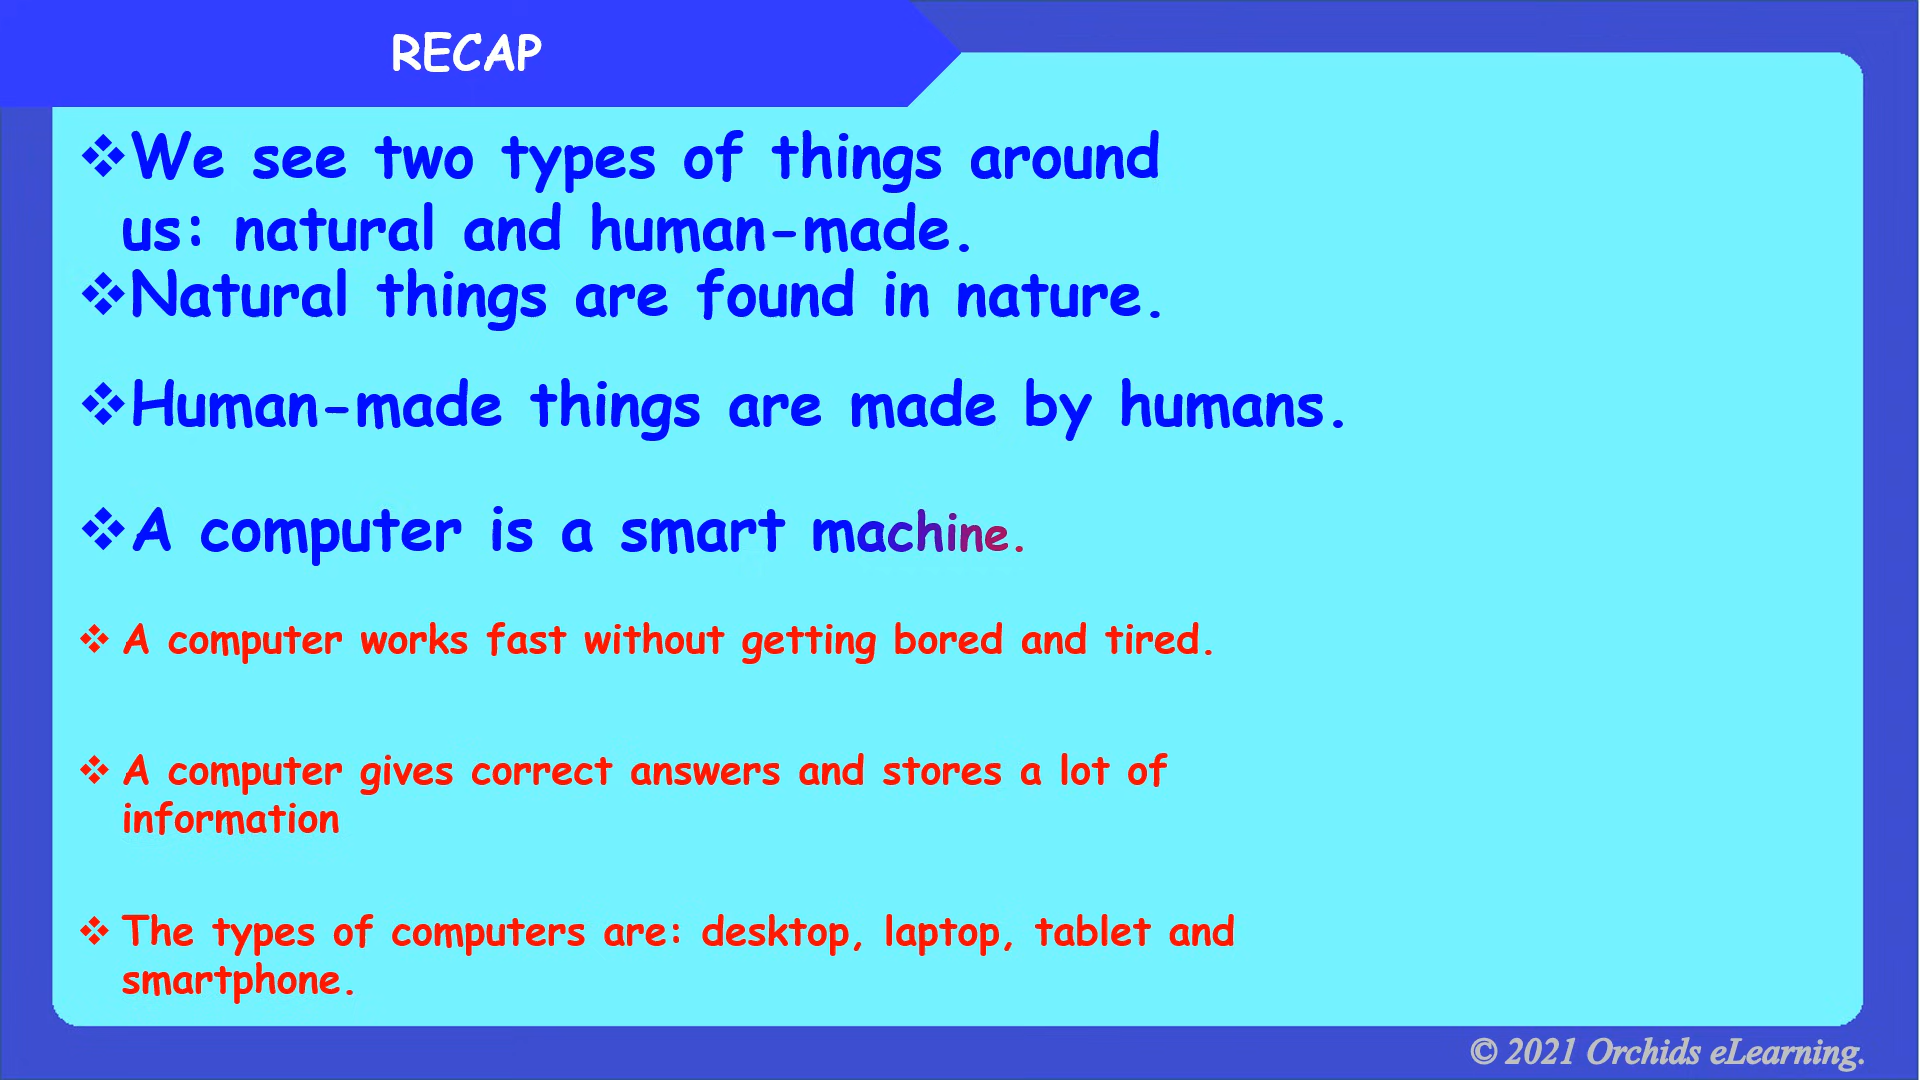 RECAP
❖We see two types of things around
us: natural and human-made.
❖Natural things are found in nature.
❖Human-made things are made by humans.
❖A computer is a smart machine.
❖ A computer works fast without getting bored and tired.
❖ A computer gives correct answers and stores a lot of
information
❖ The types of computers are: desktop, laptop, tablet and
smartphone.
© 2021 Orchids eLearning.